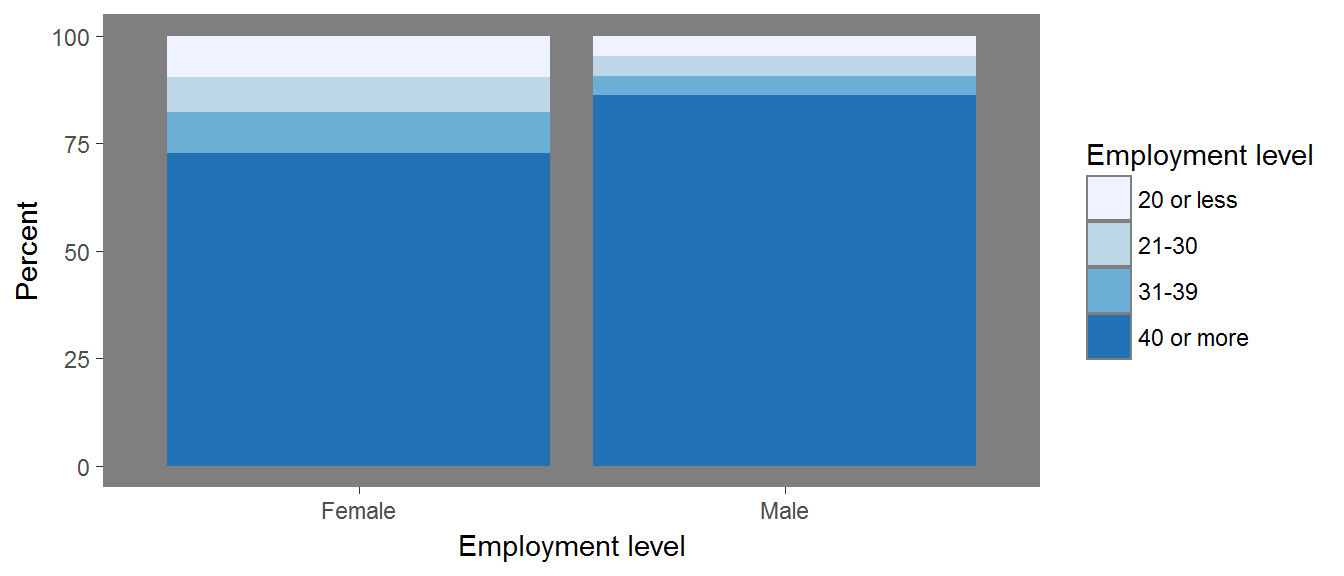 Percent
100
75
50
25
0
Female
Male
Employment level
Employment level
20 or less
21-30
31-39
40 or more